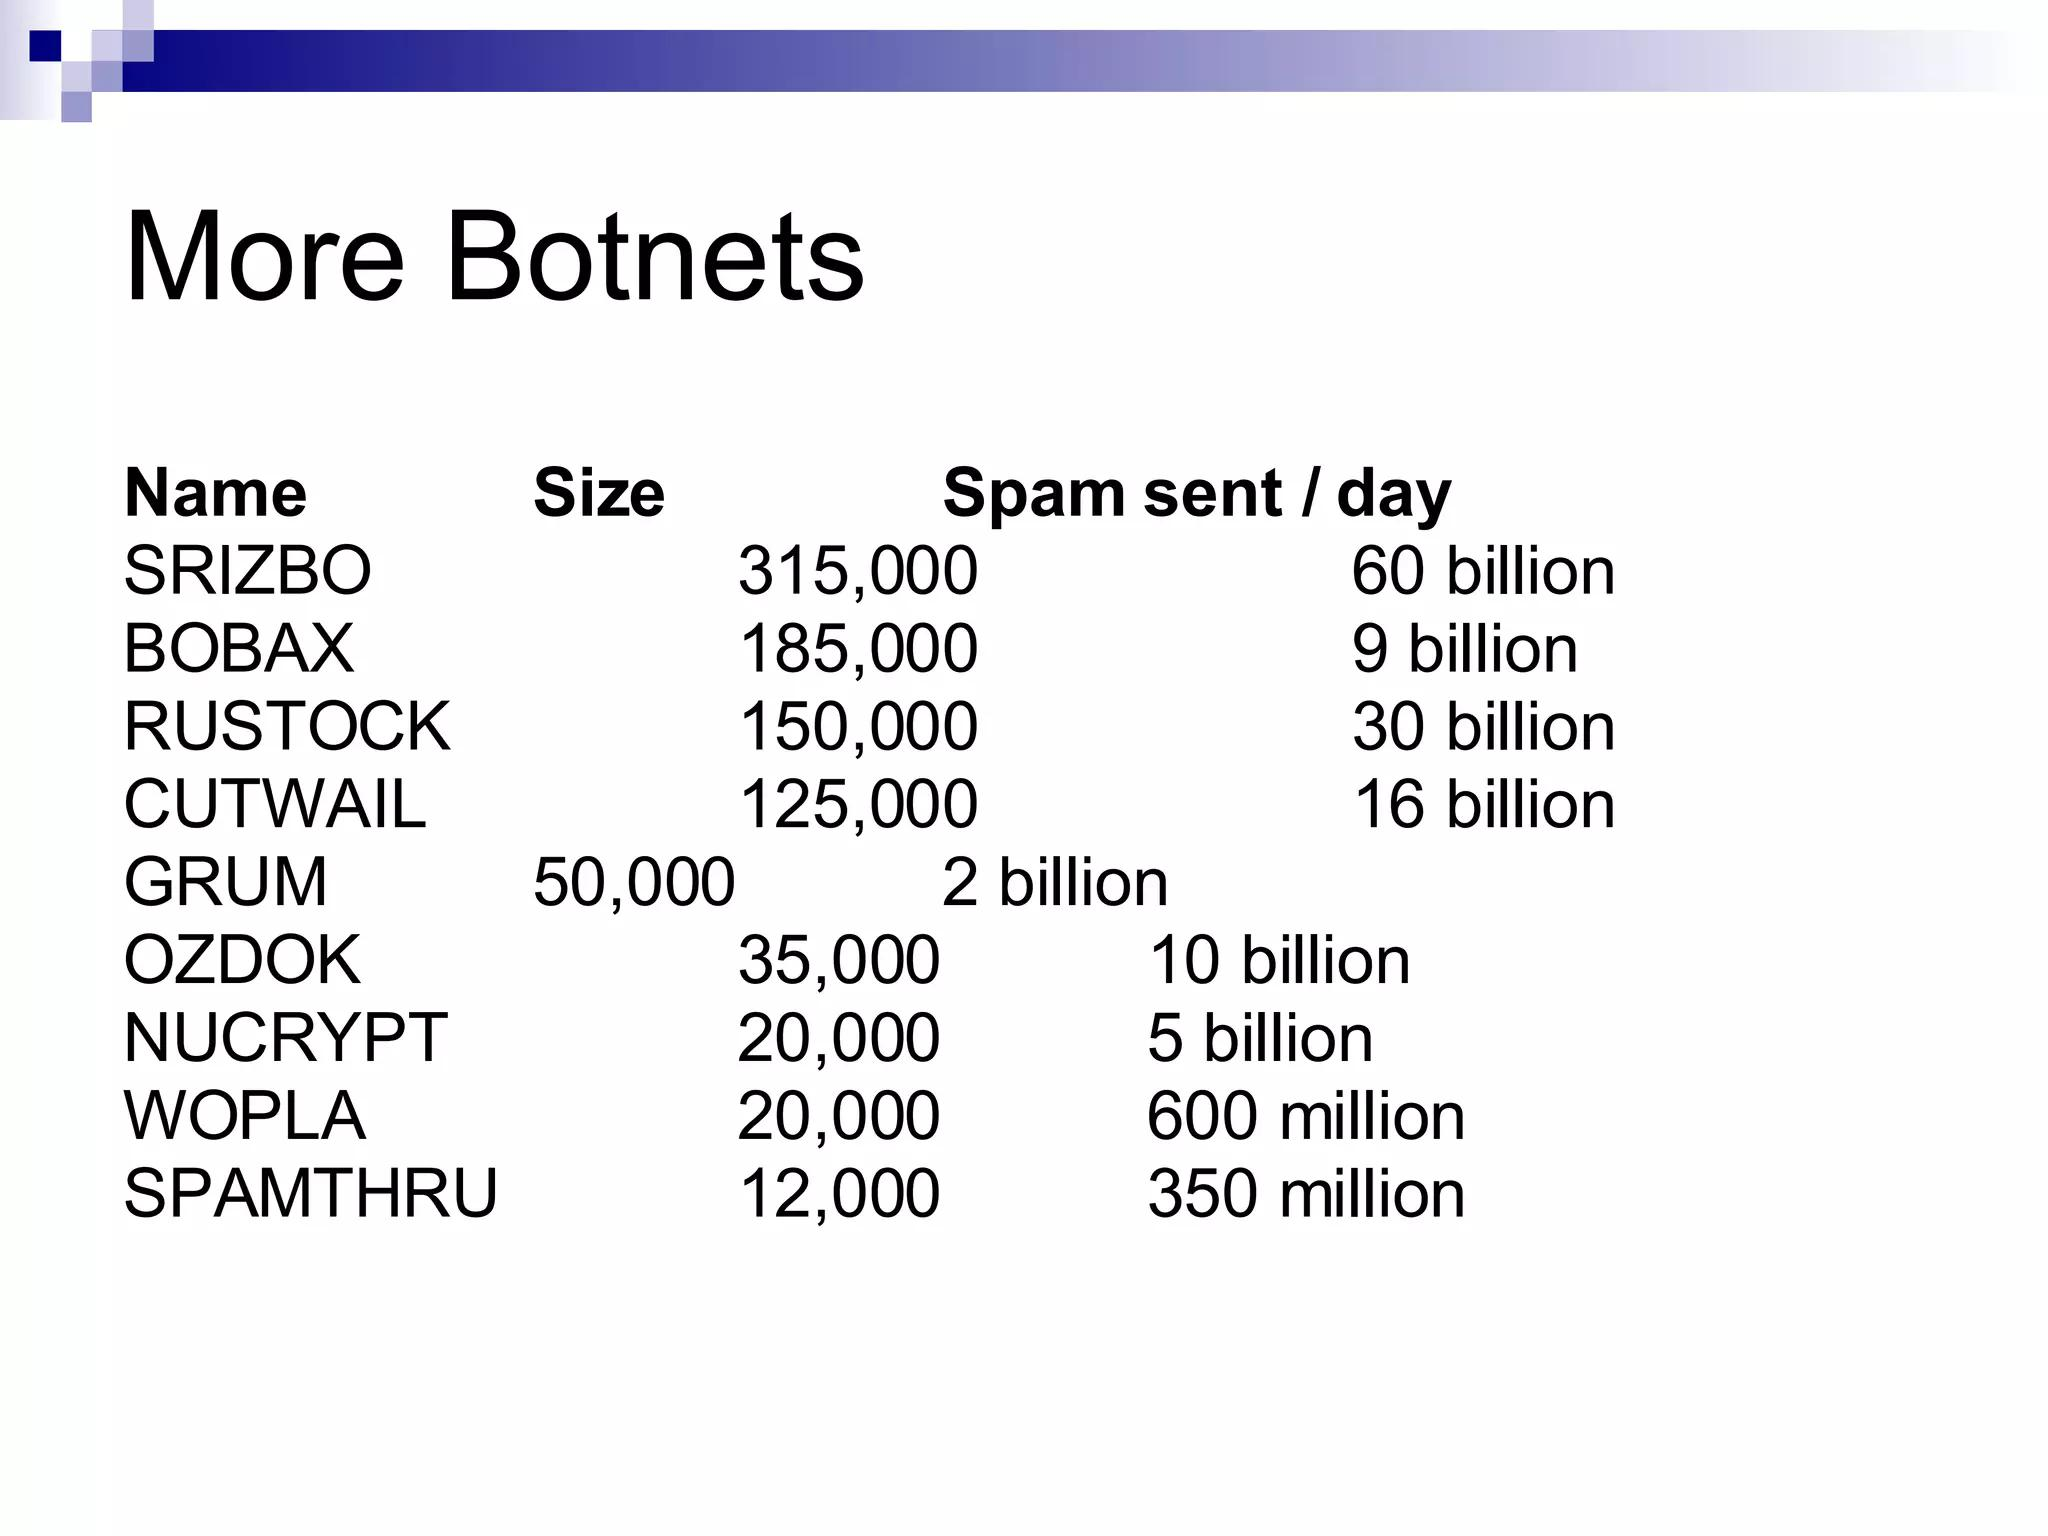 More Botnets
Name Size Spam sent / day
SRIZBO 315,000 60 billion
BOBAX 185,000 9 billion
RUSTOCK 150,000 30 billion
CUTWAIL 125,000 16 billion
GRUM 50,000 2 billion
OZDOK 35,000 10 billion
NUCRYPT 20,000 5 billion
WOPLA 20,000 600 million
SPAMTHRU 12,000 350 million